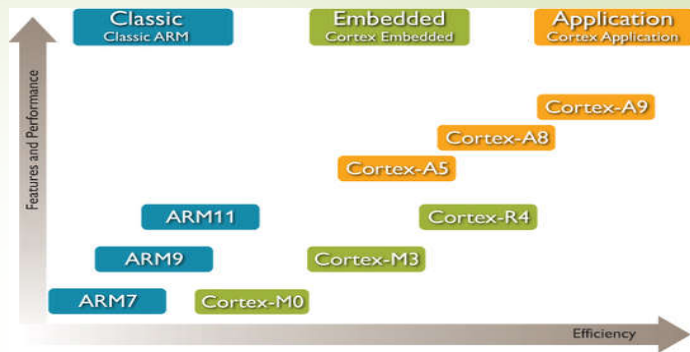 Classic
Classic ARM
Embedded
Cortex Embedded
Application
Cortex Application
Features and Performance
Cortex-A9
Cortex-A8
Cortex-A5
ARM11
Cortex-R4
ARM9
Cortex-M3
ARM7
Cortex-M0
Efficiency